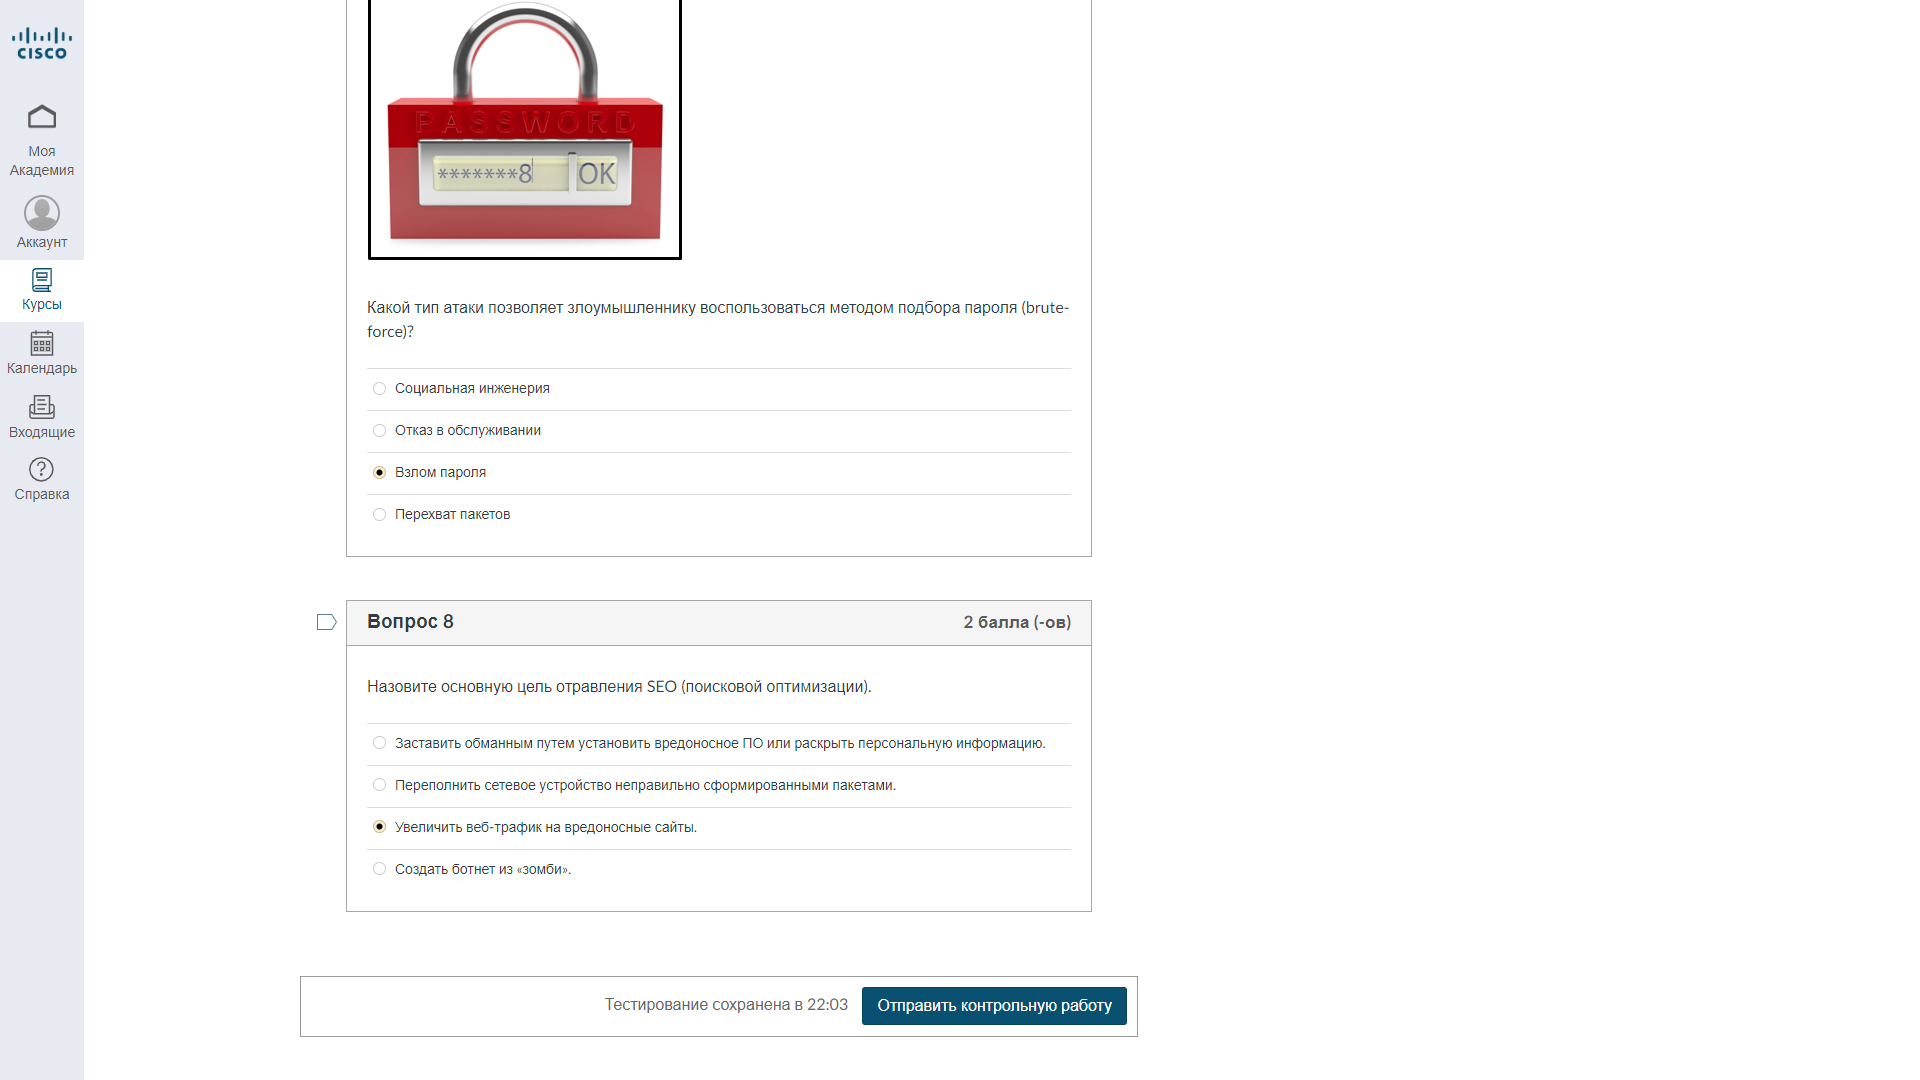 cisco
Моя
Академия
Аккаунт
Курсы
Календарь
Входящие
Справка
PASSWORD
*******8 OK
Какой тип атаки позволяет злоумышленнику воспользоваться методом подбора пароля (brute-
force)?
Социальная инженерия
Отказ в обслуживании
Взлом пароля
Перехват пакетов
Вопрос 8
2 балла (-ов)
Назовите основную цель отравления SEO (поисковой оптимизации).
Заставить обманным путем установить вредоносное ПО или раскрыть персональную информацию.
Переполнить сетевое устройство неправильно сформированными пакетами.
Увеличить веб-трафик на вредоносные сайты.
Создать ботнет из «зомби».
Тестирование сохранена в 22:03
Отправить контрольную работу